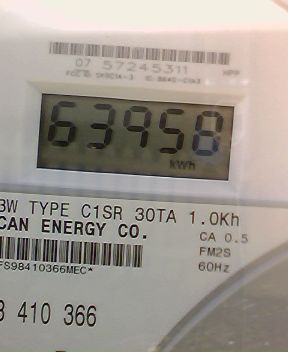 07 57245311
63958
kWh
3W TYPE C1SR 30TA 1.0Kh
CAN ENERGY CO.
CA 0.5
FM2S
60Hz
FS98410366MEC*
8 410 366